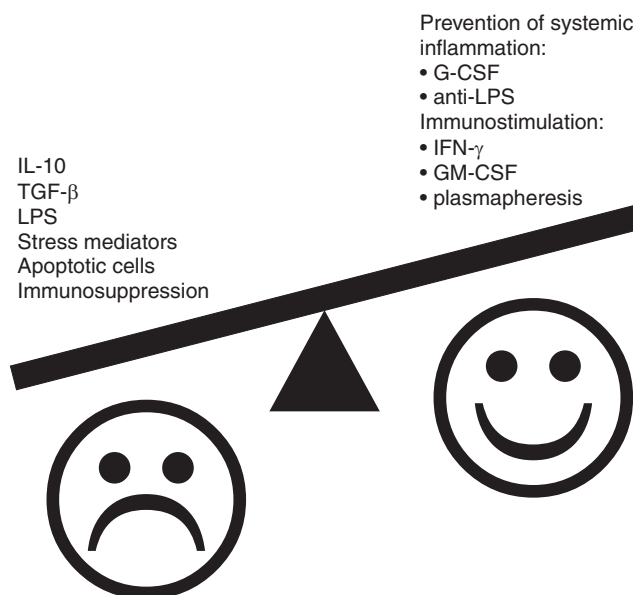 Prevention of systemic
inflammation:
• G-CSF
• anti-LPS
Immunostimulation:
• IFN-γ
• GM-CSF
• plasmapheresis
IL-10
TGF-β
LPS
Stress mediators
Apoptotic cells
Immunosuppression